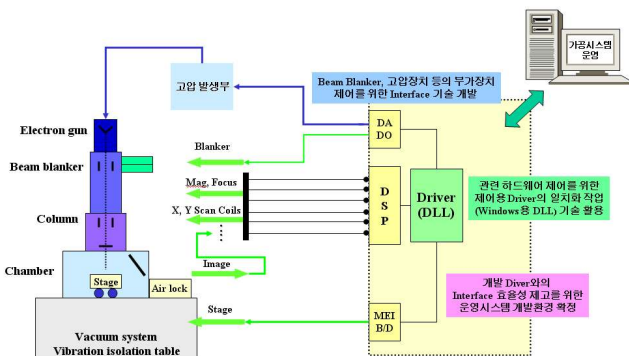 가공시스템
운영
고압 발생부
Beam Blanker, 고압장치 등의 부가장치
제어를 위한 Interface 기술 개발
Electron gun
DA
DO
Blanker
Beam blanker
Mag, Focus
D
S
P
Driver
(DLL)
관련 하드웨어 제어를 위한
제어용Driver의 일치화 작업
(Windows용 DLL) 기술 활용
X, Y Scan Coils
Column
Image
Chamber
Stage
Air lock
개발 Diver와의
Interface 효율성 제고를 위한
운영시스템 개발환경 확정
Stage
MEI
B/D
Vacuum system
Vibration isolation table